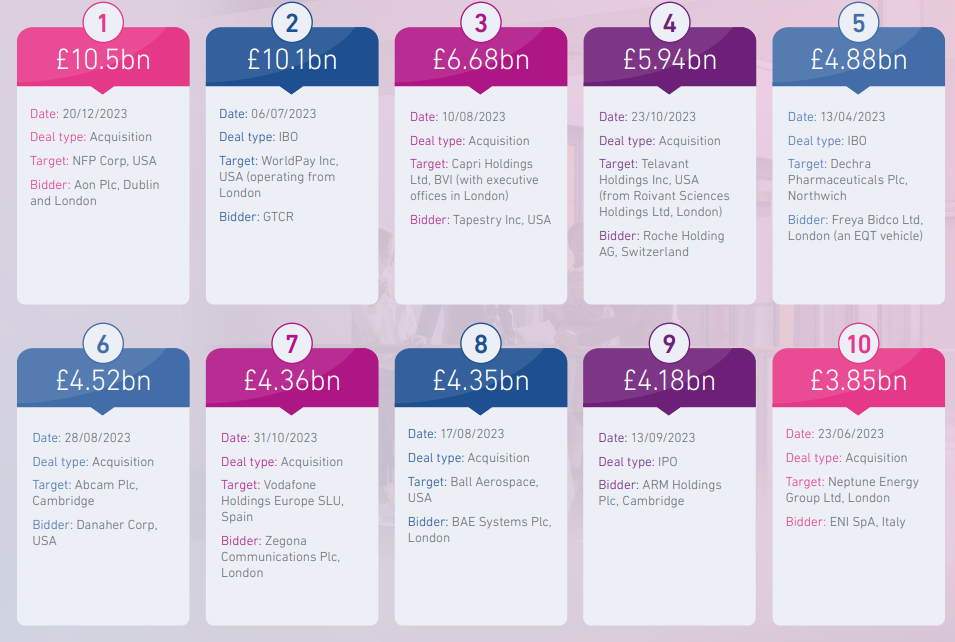 1
£10.5bn
Date: 20/12/2023
Deal type: Acquisition
Target: NFP Corp, USA
Bidder: Aon Plc, Dublin
and London
2
£10.1bn
Date: 06/07/2023
Deal type: IBO
Target: WorldPay Inc,
USA (operating from
London
Bidder: GTCR
3
£6.68bn
Date: 10/08/2023
Deal type: Acquisition
Target: Capri Holdings
Ltd, BVI (with executive
offices in London)
Bidder: Tapestry Inc, USA
4
£5.94bn
Date: 23/10/2023
Deal type: Acquisition
Target: Telavant
Holdings Inc, USA
(from Roivant Sciences
Holdings Ltd, London)
Bidder: Roche Holding
AG, Switzerland
5
£4.88bn
Date: 13/04/2023
Deal type: IBO
Target: Dechra
Pharmaceuticals Plc,
Northwich
Bidder: Freya Bidco Ltd,
London (an EQT vehicle)
6
£4.52bn
Date: 28/08/2023
Deal type: Acquisition
Target: Abcam Plc,
Cambridge
Bidder: Danaher Corp,
USA
7
£4.36bn
Date: 31/10/2023
Deal type: Acquisition
Target: Vodafone
Holdings Europe SLU,
Spain
Bidder: Zegona
Communications Plc,
London
8
£4.35bn
Date: 17/08/2023
Deal type: Acquisition
Target: Ball Aerospace,
USA
Bidder: BAE Systems Plc,
London
9
£4.18bn
Date: 13/09/2023
Deal type: IPO
Bidder: ARM Holdings
Plc, Cambridge
10
£3.85bn
Date: 23/06/2023
Deal type: Acquisition
Target: Neptune Energy
Group Ltd, London
Bidder: ENI SpA, Italy